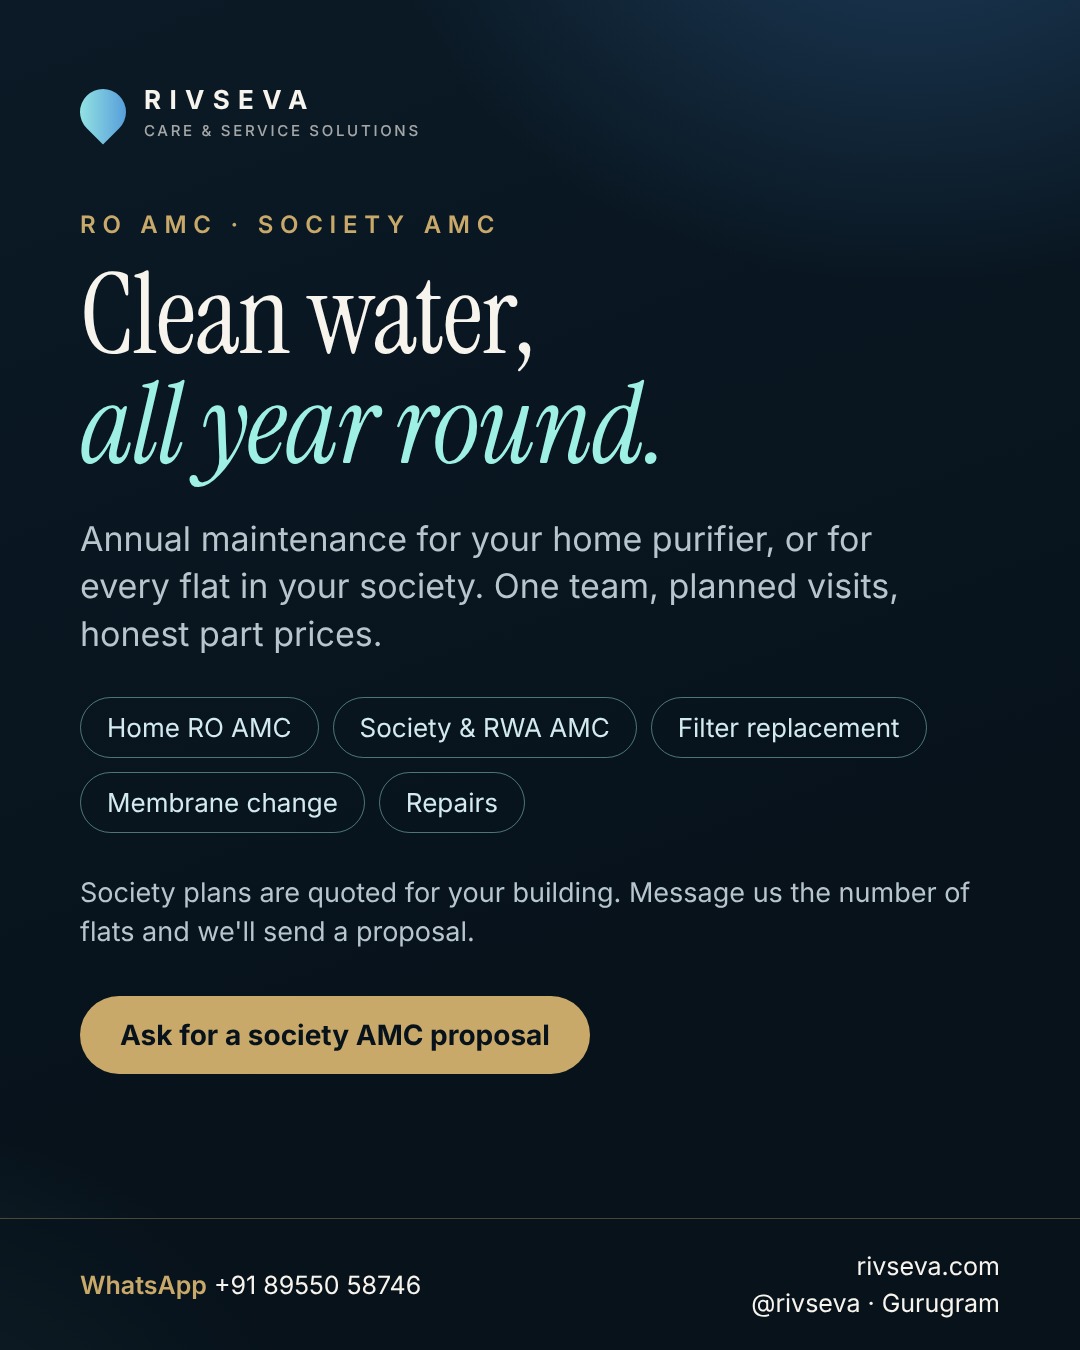 RIVSEVA
CARE & SERVICE SOLUTIONS
RO AMC · SOCIETY AMC
Clean water,
all year round.
Annual maintenance for your home purifier, or for
every flat in your society. One team, planned visits,
honest part prices.
Home RO AMC
Society & RWA AMC
Filter replacement
Membrane change
Repairs
Society plans are quoted for your building. Message us the number of
flats and we'll send a proposal.
Ask for a society AMC proposal
WhatsApp +91 89550 58746
rivseva.com
@rivseva · Gurugram